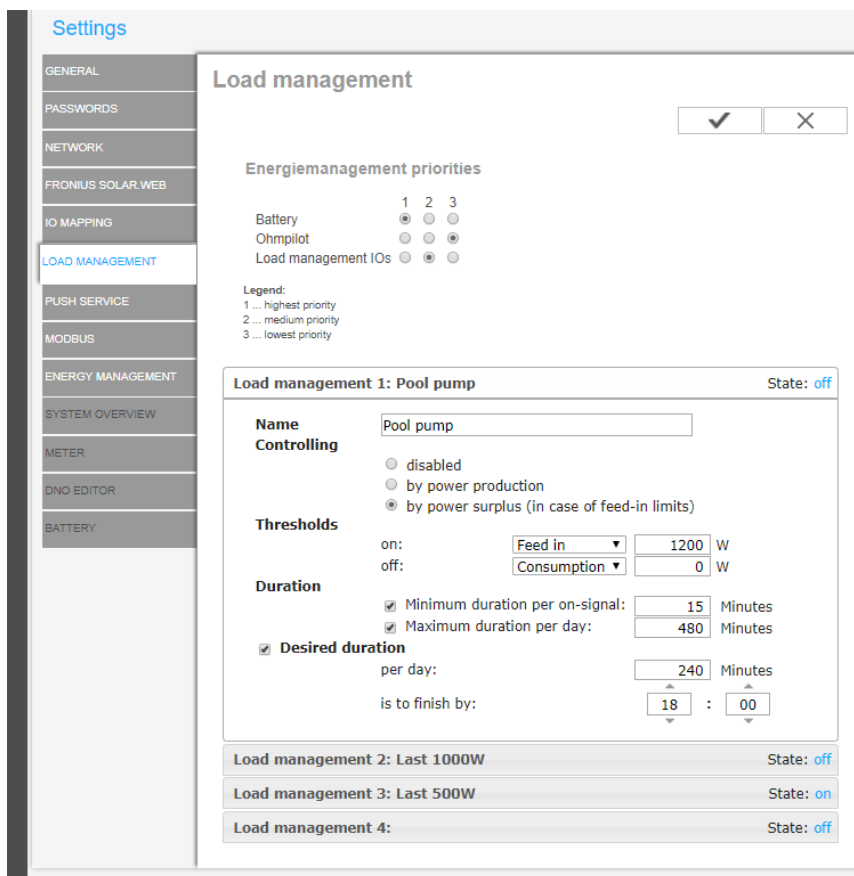 Settings
GENERAL
PASSWORDS
NETWORK
FRONIUS SOLAR.WEB
IO MAPPING
LOAD MANAGEMENT
PUSH SERVICE
MODBUS
ENERGY MANAGEMENT
SYSTEM OVERVIEW
METER
DNO EDITOR
BATTERY
Load management
Energiemanagement priorities
1 2 3
Battery
Ohmpilot
Load management IOs
Legend:
1 ... highest priority
2 ... medium priority
3 ... lowest priority
Load management 1: Pool pump State: off
Name Pool pump
Controlling
disabled
by power production
by power surplus (in case of feed-in limits)
Thresholds
on: Feed in 1200 W
off: Consumption 0 W
Duration
Minimum duration per on-signal: 15 Minutes
Maximum duration per day: 480 Minutes
Desired duration
per day: 240 Minutes
is to finish by: 18 : 00
Load management 2: Last 1000W State: off
Load management 3: Last 500W State: on
Load management 4: State: off